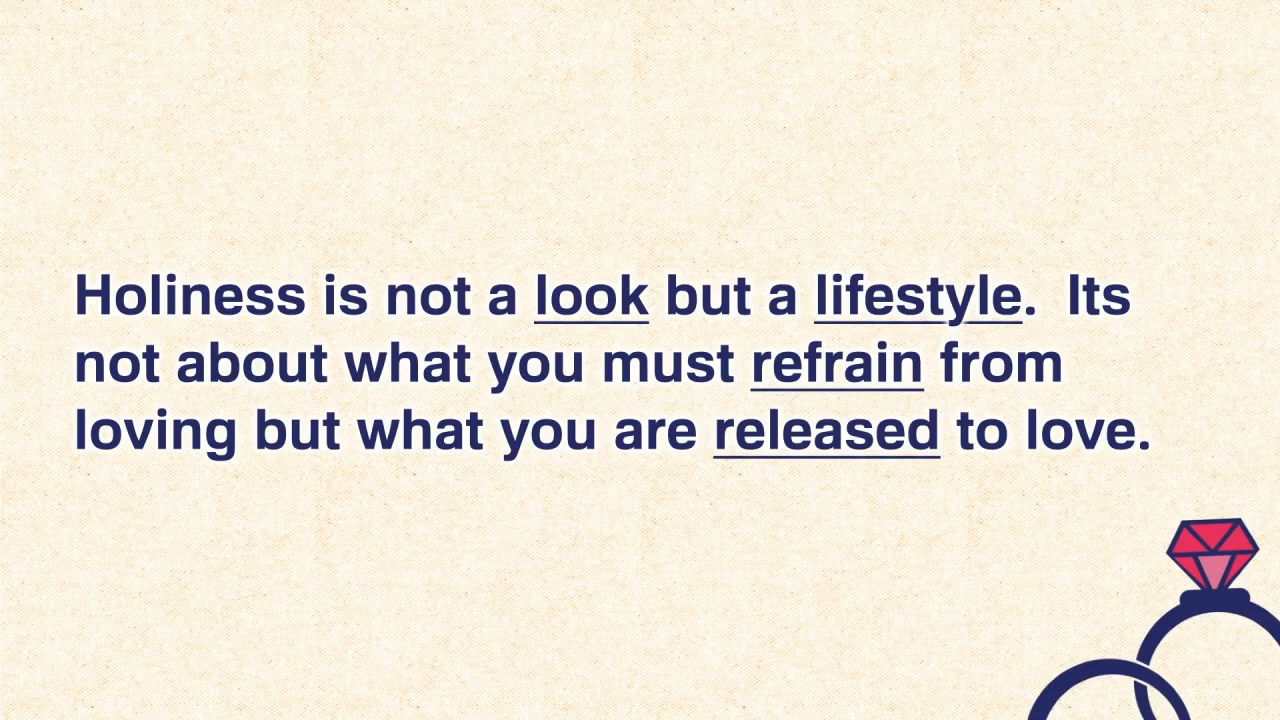 Holiness is not a look but a lifestyle.  Its
not about what you must refrain from
loving but what you are released to love.